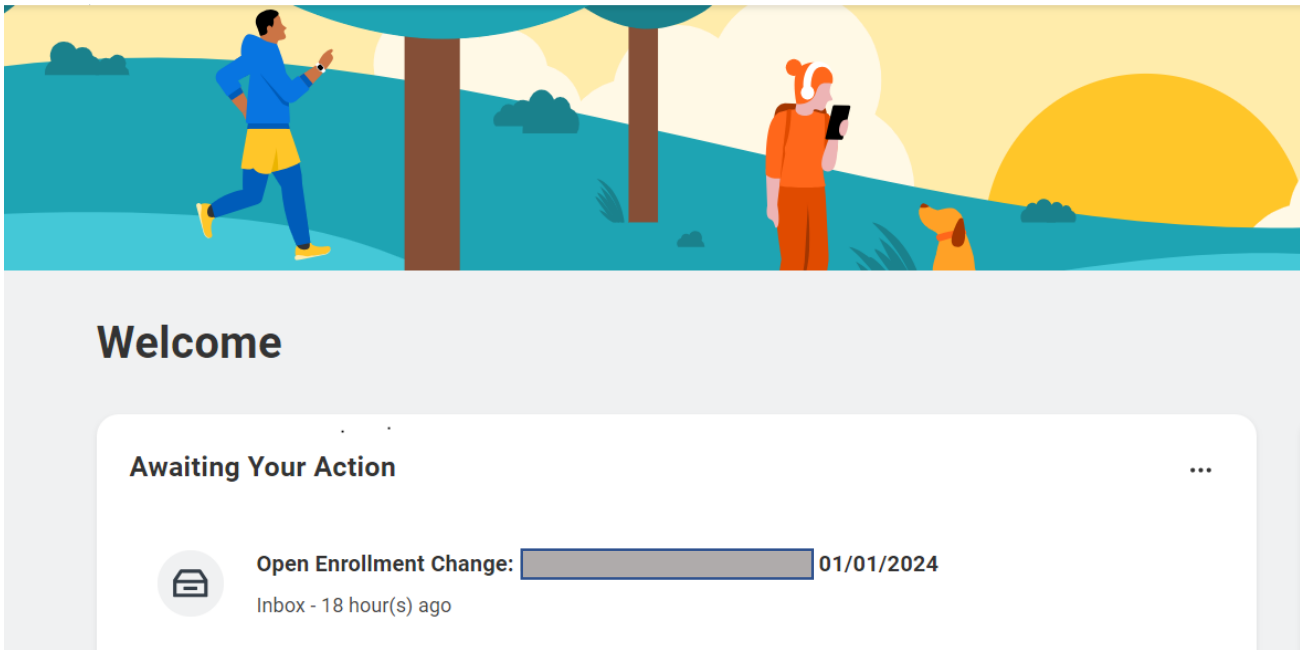 Welcome
Awaiting Your Action
Open Enrollment Change: 01/01/2024
Inbox - 18 hour(s) ago